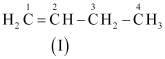 1 2 3 4
H₂C=CH–CH₂–CH₃
(I)